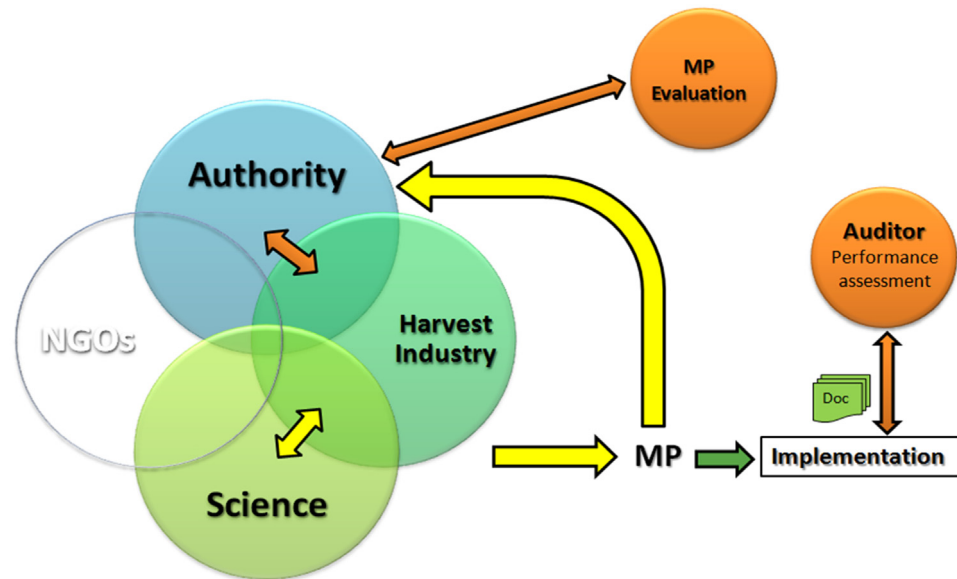 MP
Evaluation
Authority
Auditor
Performance
assessment
NGOs
Harvest
Industry
Doc
MP
Implementation
Science